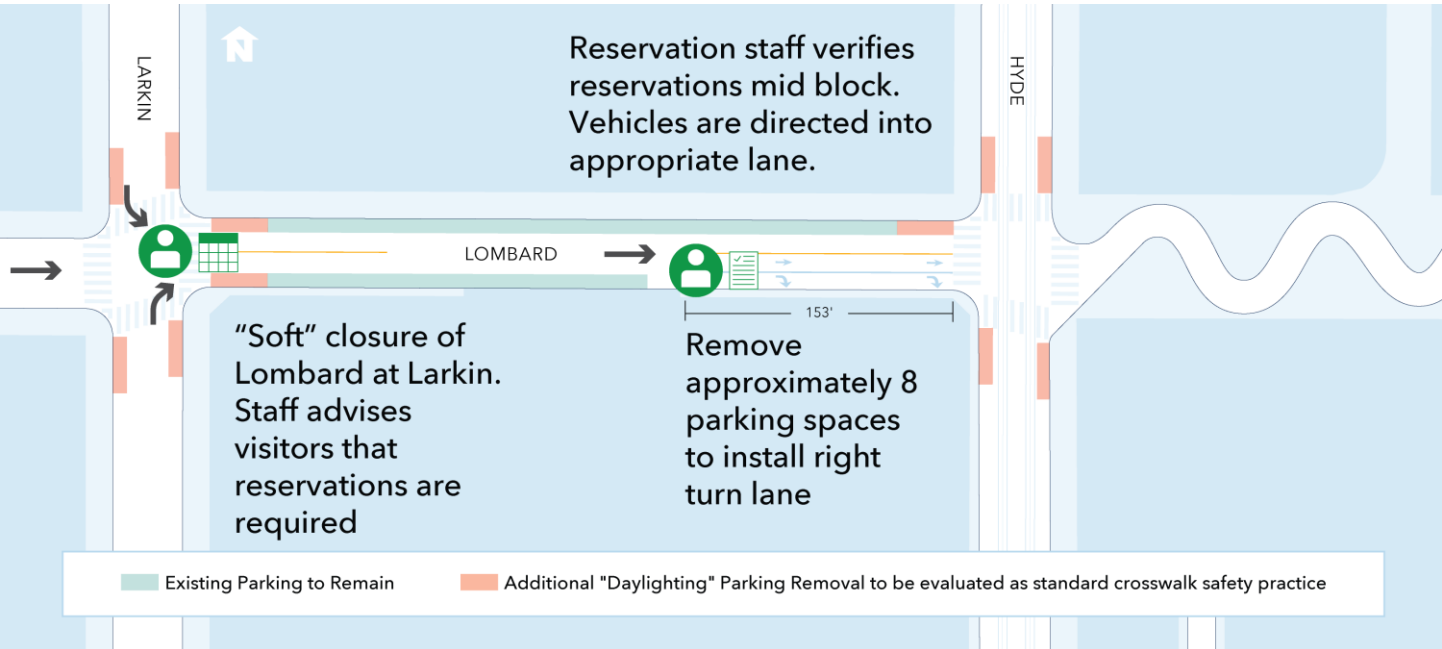 N
LARKIN
HYDE
Reservation staff verifies
reservations mid block.
Vehicles are directed into
appropriate lane.
LOMBARD
153'
“Soft” closure of
Lombard at Larkin.
Staff advises
visitors that
reservations are
required
Remove
approximately 8
parking spaces
to install right
turn lane
Existing Parking to Remain
Additional "Daylighting" Parking Removal to be evaluated as standard crosswalk safety practice